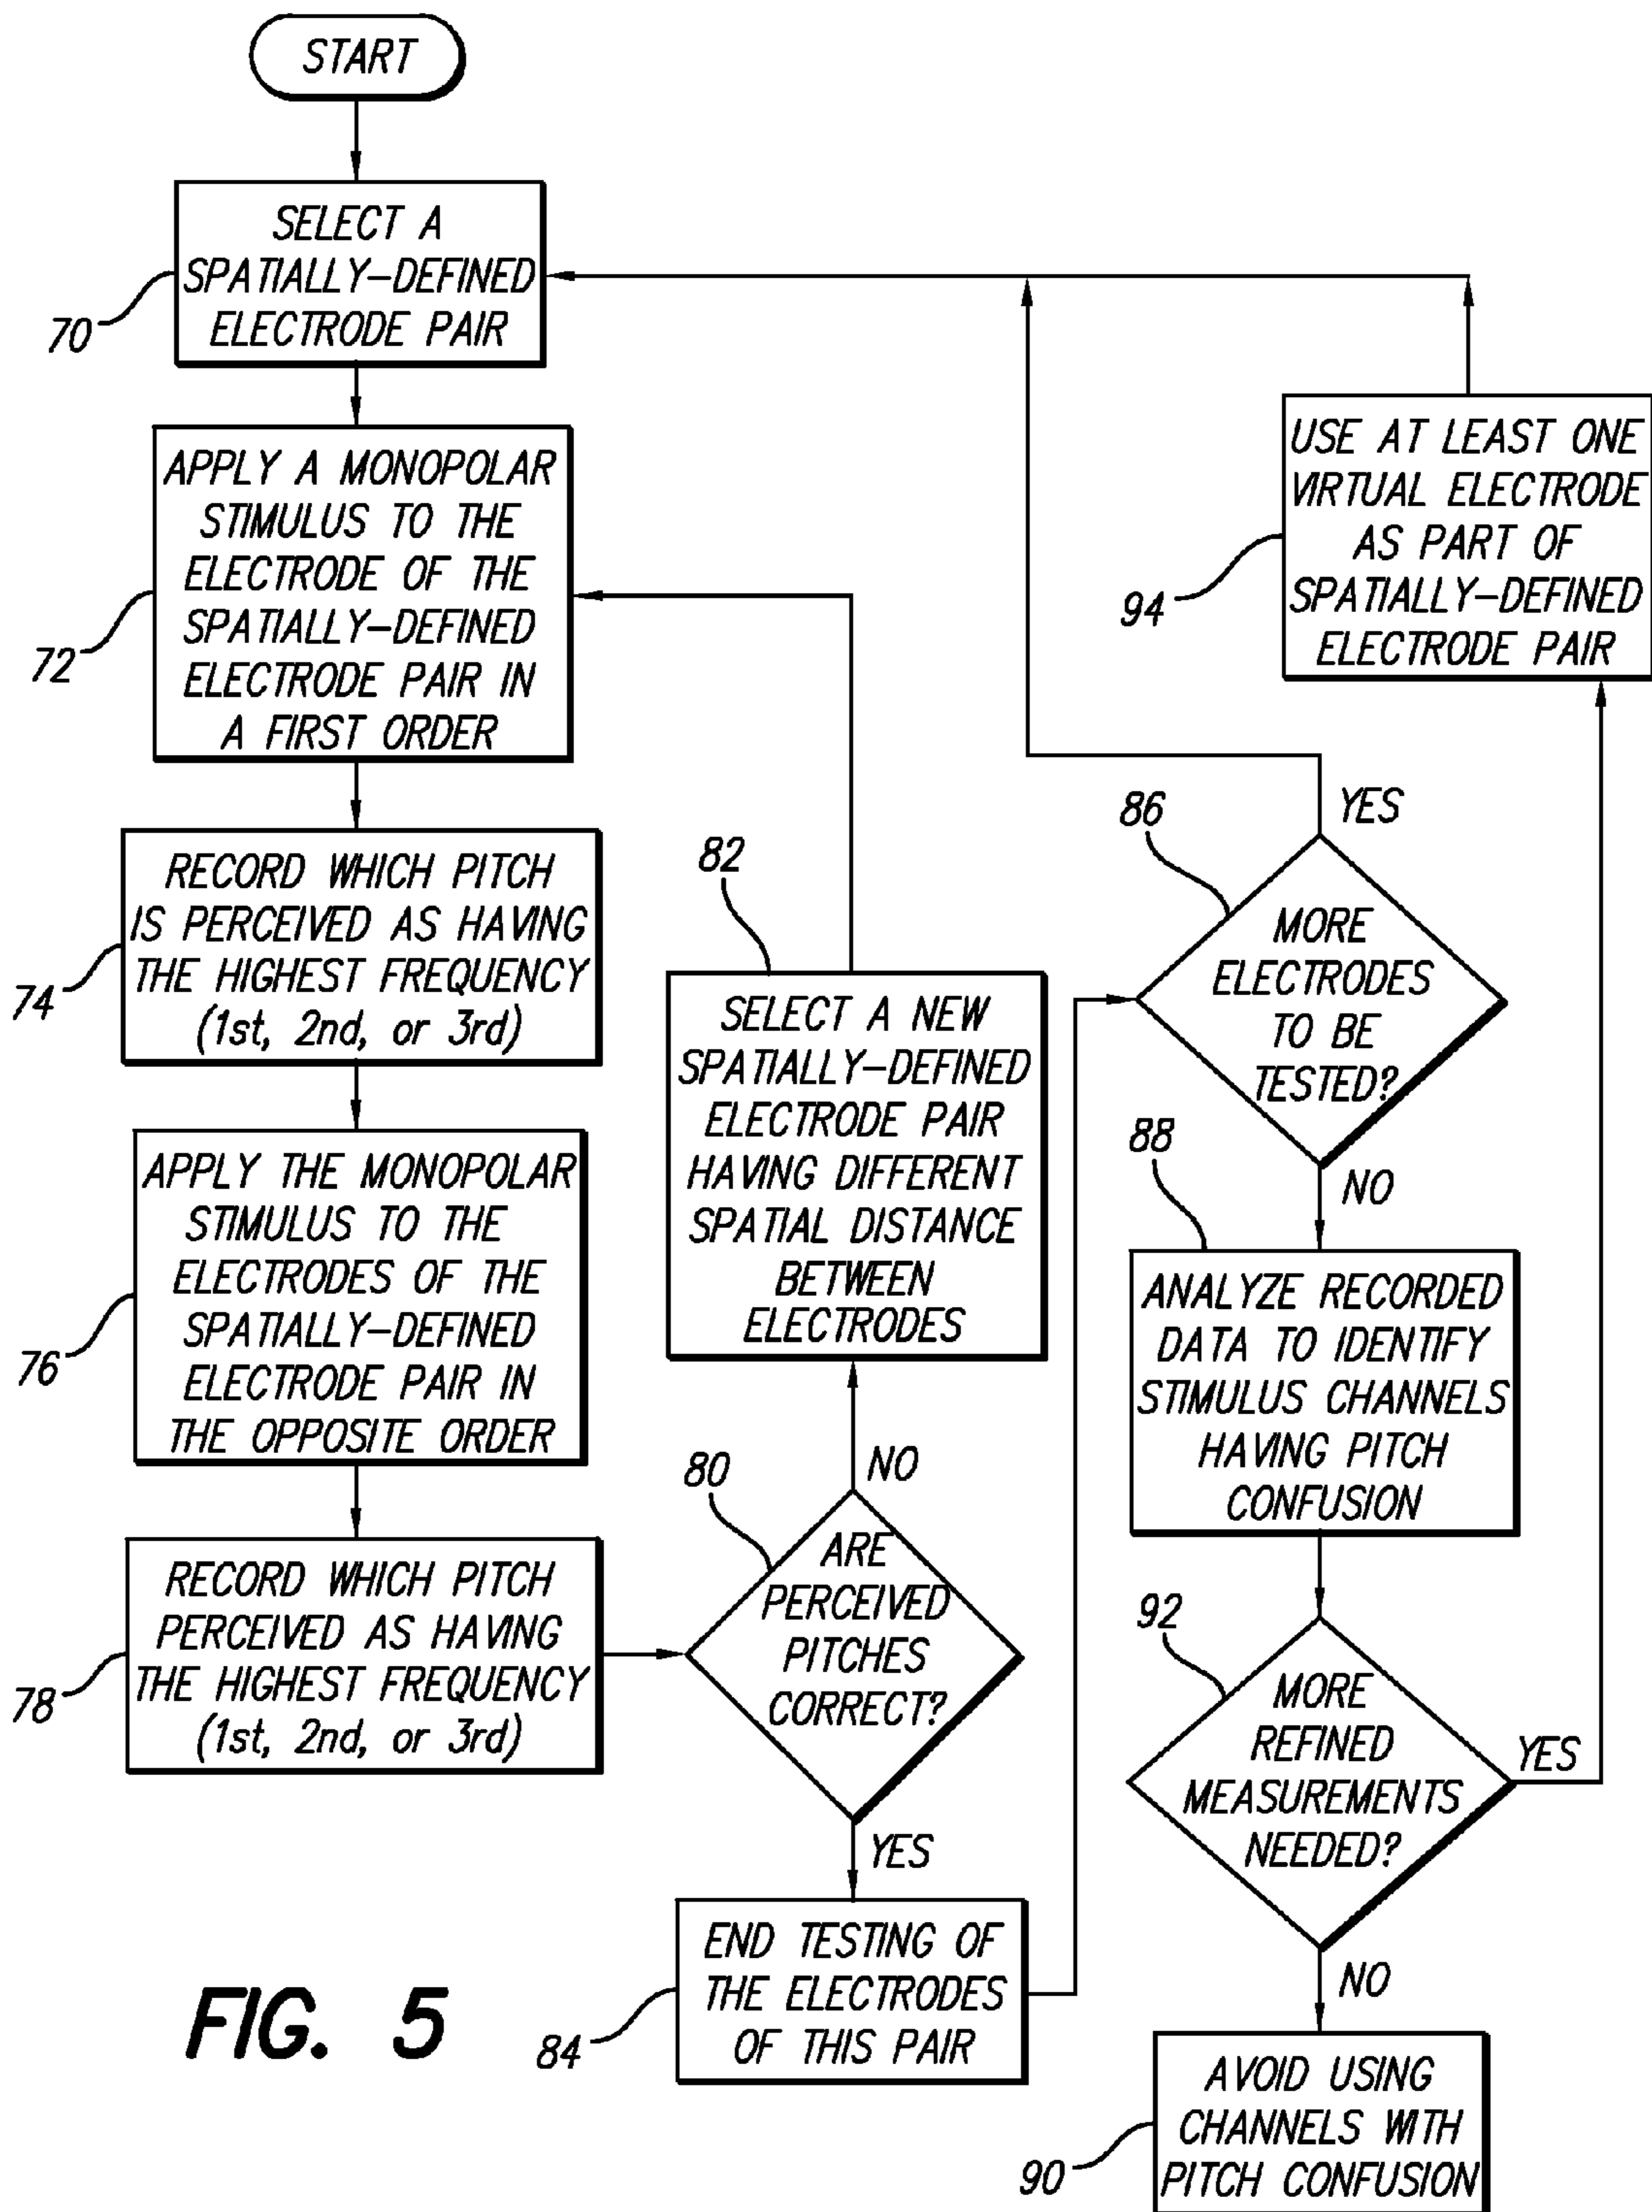 START
SELECT A
SPATIALLY-DEFINED
ELECTRODE PAIR
70
APPLY A MONOPOLAR
STIMULUS TO THE
ELECTRODE OF THE
SPATIALLY-DEFINED
ELECTRODE PAIR IN
A FIRST ORDER
72
RECORD WHICH PITCH
IS PERCEIVED AS HAVING
THE HIGHEST FREQUENCY
(1st, 2nd, or 3rd)
74
APPLY THE MONOPOLAR
STIMULUS TO THE
ELECTRODES OF THE
SPATIALLY-DEFINED
ELECTRODE PAIR IN
THE OPPOSITE ORDER
76
RECORD WHICH PITCH
PERCEIVED AS HAVING
THE HIGHEST FREQUENCY
(1st, 2nd, or 3rd)
78
80
ARE
PERCEIVED
PITCHES
CORRECT?
NO
YES
82
SELECT A NEW
SPATIALLY-DEFINED
ELECTRODE PAIR
HAVING DIFFERENT
SPATIAL DISTANCE
BETWEEN
ELECTRODES
END TESTING OF
THE ELECTRODES
OF THIS PAIR
84
86
MORE
ELECTRODES
TO BE
TESTED?
YES
NO
88
ANALYZE RECORDED
DATA TO IDENTIFY
STIMULUS CHANNELS
HAVING PITCH
CONFUSION
92
MORE
REFINED
MEASUREMENTS
NEEDED?
YES
NO
USE AT LEAST ONE
VIRTUAL ELECTRODE
AS PART OF
SPATIALLY-DEFINED
ELECTRODE PAIR
94
AVOID USING
CHANNELS WITH
PITCH CONFUSION
90
FIG. 5